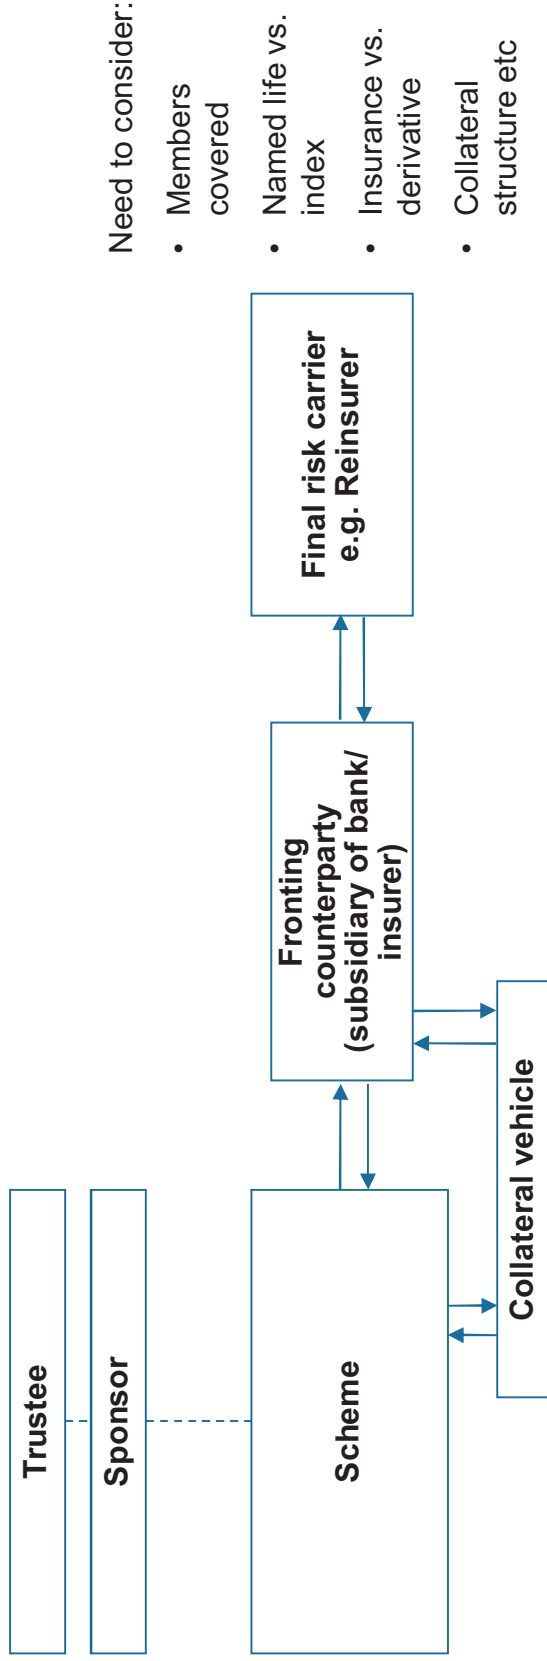 Trustee
Sponsor
Scheme
Fronting
counterparty
(subsidiary of bank/
insurer)
Final risk carrier
e.g. Reinsurer
Collateral vehicle
Need to consider:
• Members
covered
• Named life vs.
index
• Insurance vs.
derivative
• Collateral
structure etc